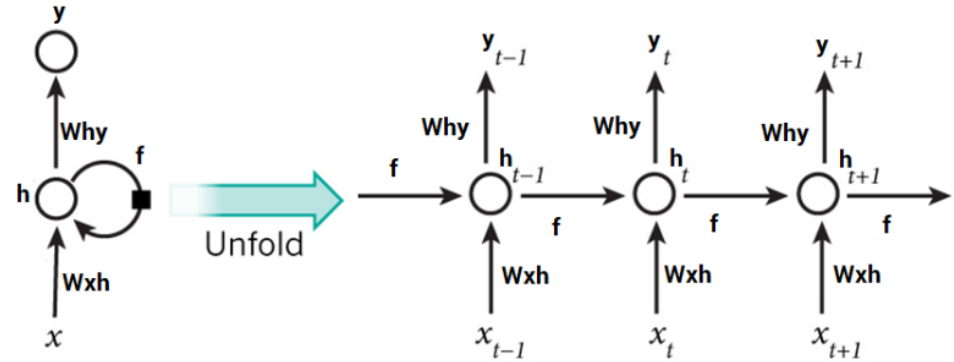 y
Why
f
h
Wxh
x
Unfold
y t-1
y t
y t+1
Why
Why
Why
f
h t-1
h t
h t+1
f
f
f
Wxh
Wxh
Wxh
x t-1
x t
x t+1